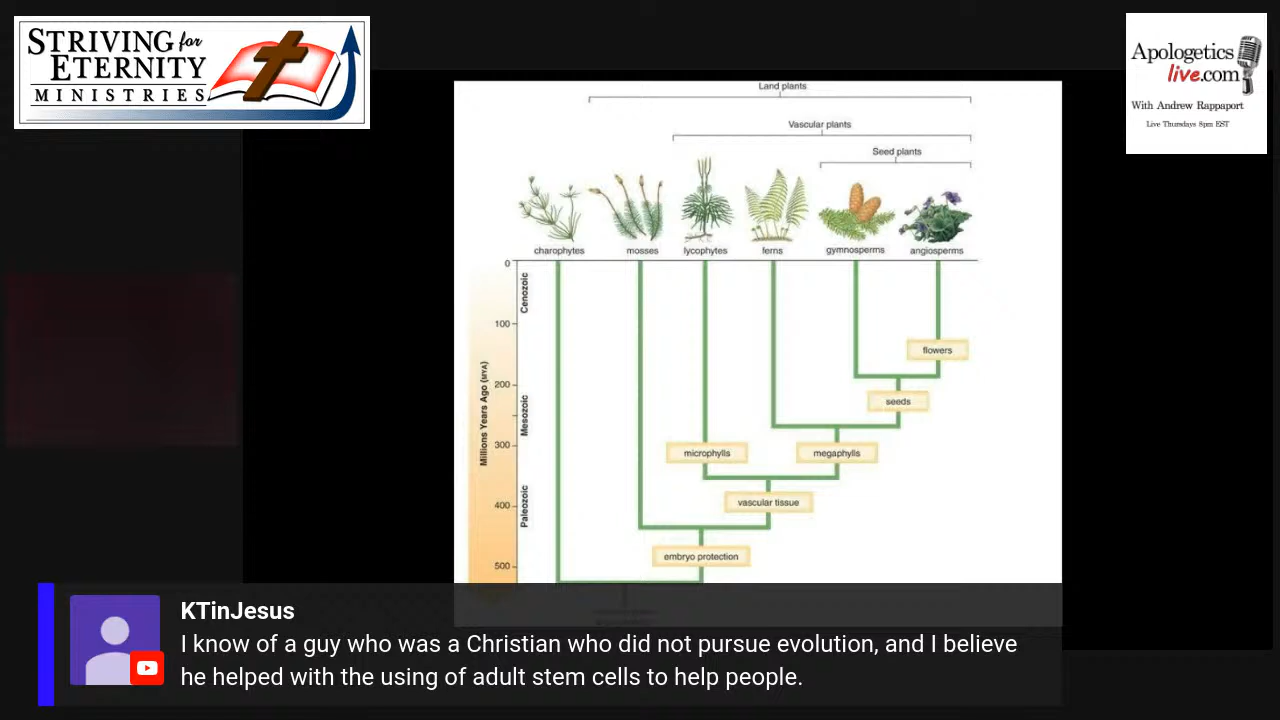 STRIVING for
ETERNITY
MINISTRIES
Apologetics
live.com
With Andrew Rappaport
Live Thursdays 8pm EST
Land plants
Vascular plants
Seed plants
charophytes
mosses
lycophytes
ferns
gymnosperms
angiosperms
0
100
200
300
400
500
Millions Years Ago (MYA)
Cenozoic
Mesozoic
Paleozoic
flowers
seeds
microphylls
megaphylls
vascular tissue
embryo protection
KTinJesus
I know of a guy who was a Christian who did not pursue evolution, and I believe
he helped with the using of adult stem cells to help people.